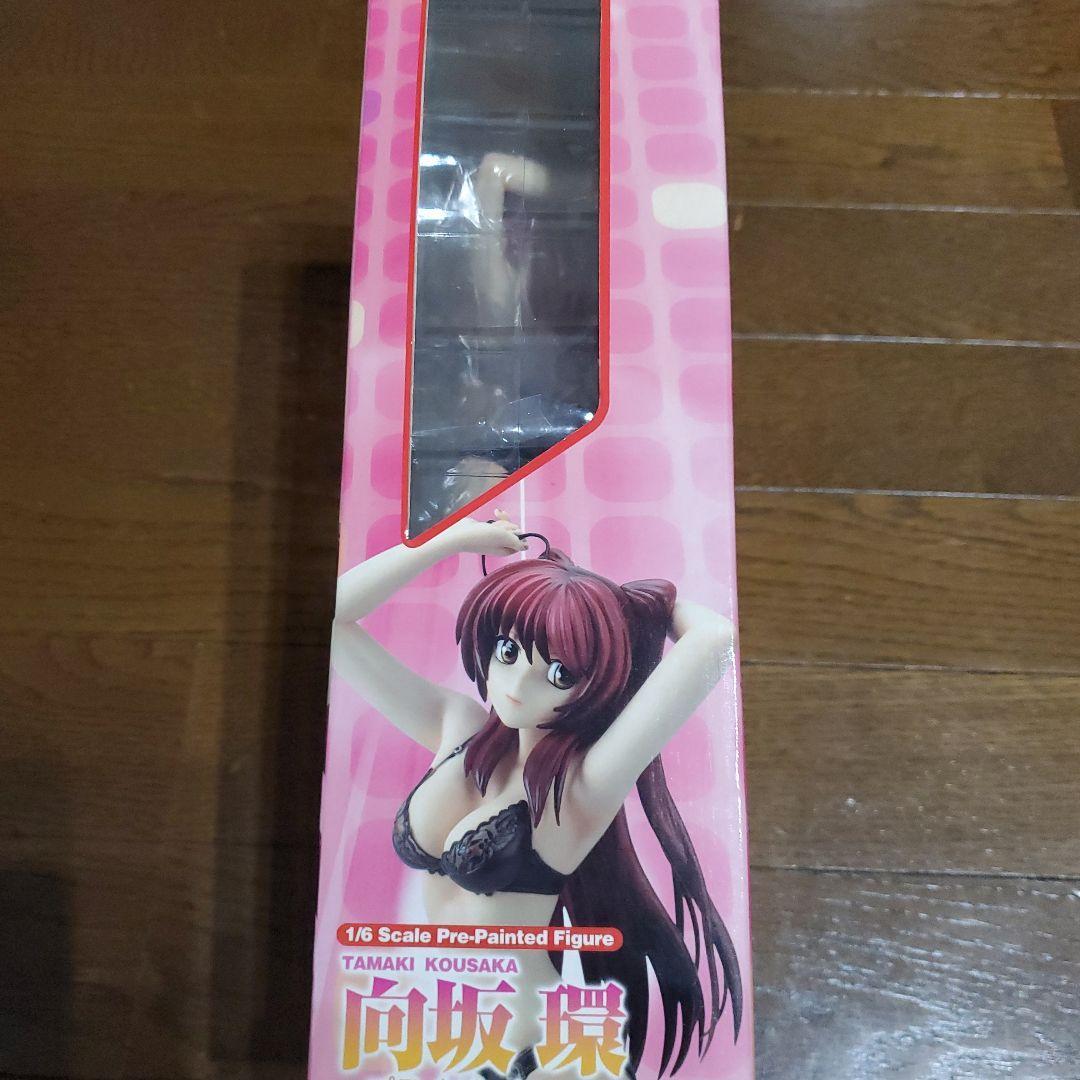 1/6 Scale Pre-Painted Figure
TAMAKI KOUSAKA
向坂 環